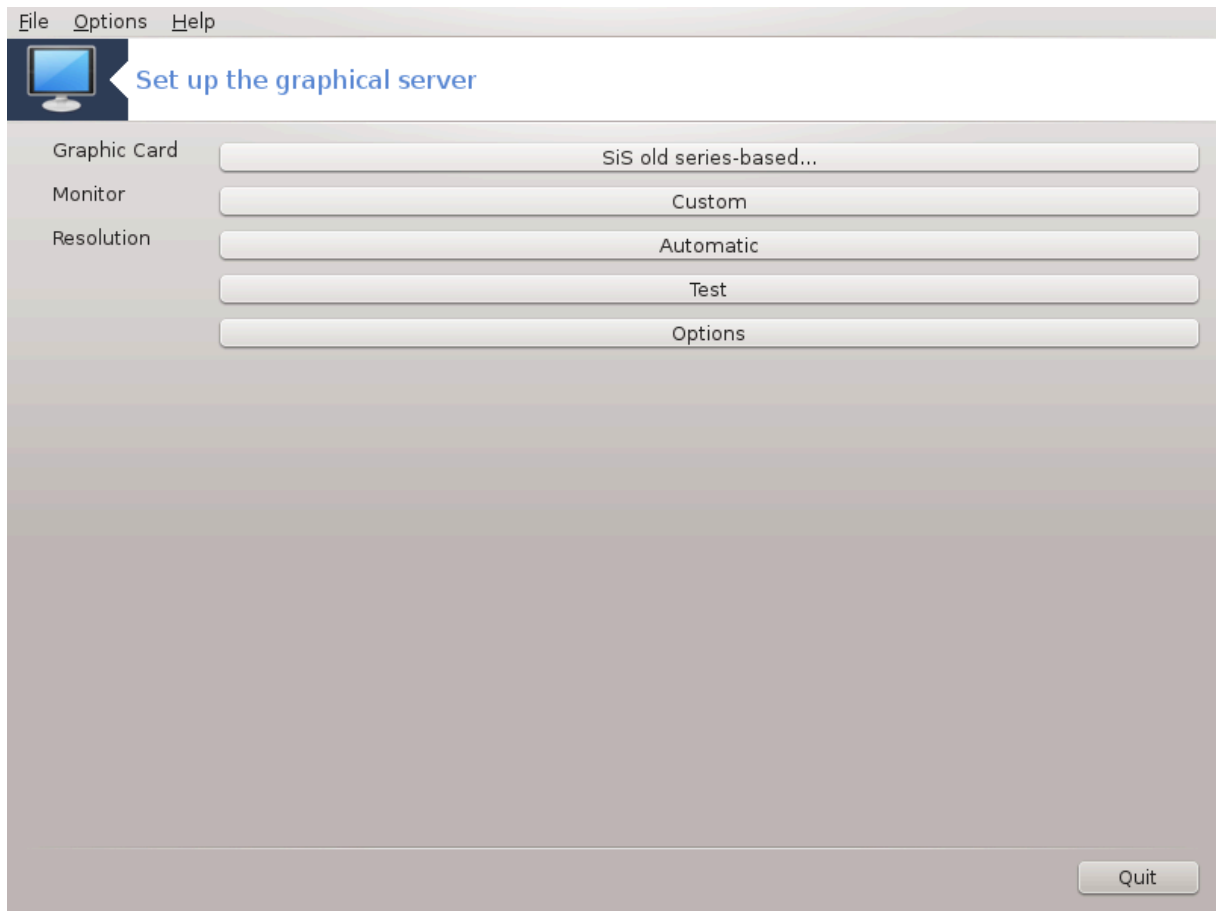 File Options Help
Set up the graphical server
Graphic Card SiS old series-based...
Monitor Custom
Resolution Automatic
Test
Options
Quit